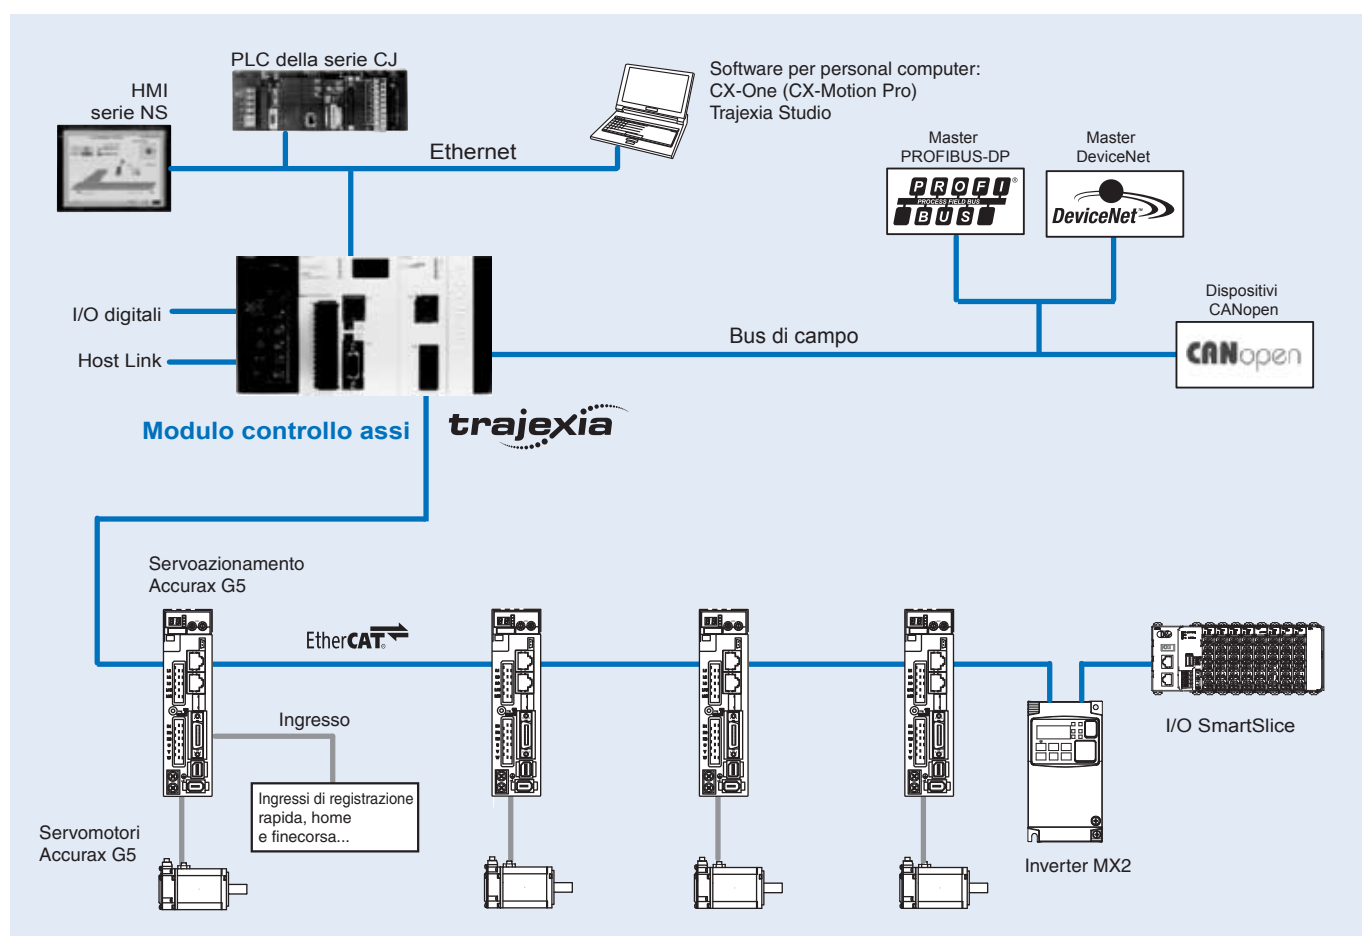 PLC della serie CJ
HMI
serie NS
Software per personal computer:
CX-One (CX-Motion Pro)
Trajexia Studio
Ethernet
Master
PROFIBUS-DP
Master
DeviceNet
PROFI®
PROCESS FIELD BUS
BUS
DeviceNet™
I/O digitali
Host Link
Bus di campo
Dispositivi
CANopen
CANopen
Modulo controllo assi
trajexia
Servoazionamento
Accurax G5
EtherCAT®
Ingresso
Ingressi di registrazione
rapida, home
e finecorsa...
I/O SmartSlice
Servomotori
Accurax G5
Inverter MX2